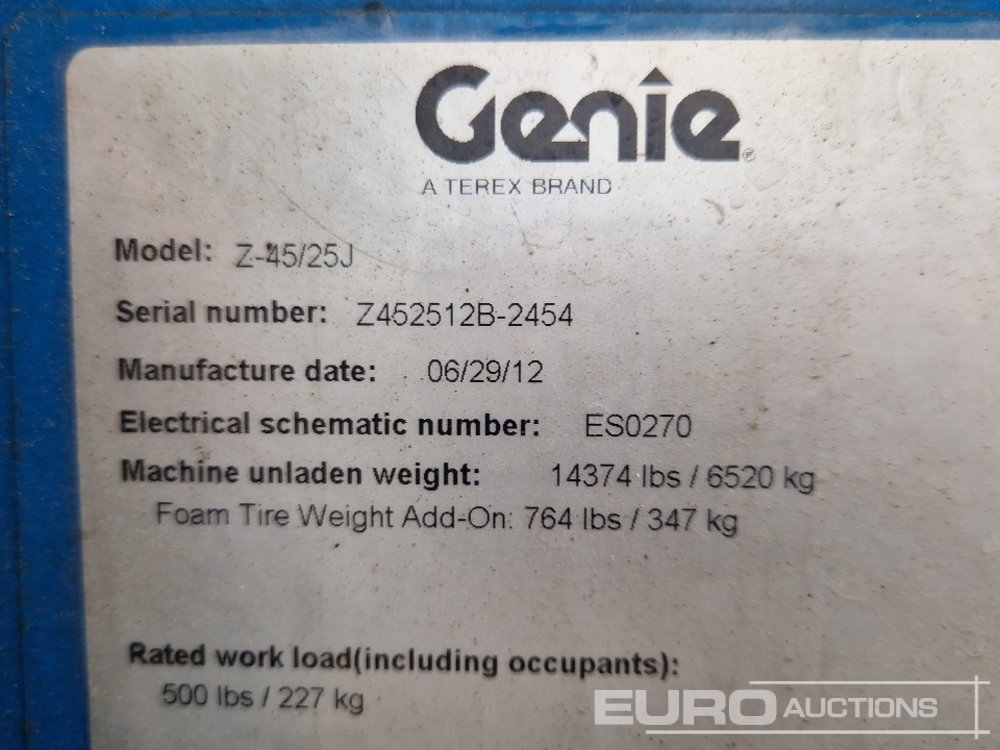 Genie®
A TEREX BRAND
Model: Z-45/25J
Serial number: Z452512B-2454
Manufacture date: 06/29/12
Electrical schematic number: ES0270
Machine unladen weight: 14374 lbs / 6520 kg
Foam Tire Weight Add-On: 764 lbs / 347 kg
Rated work load(including occupants):
500 lbs / 227 kg
EURO AUCTIONS